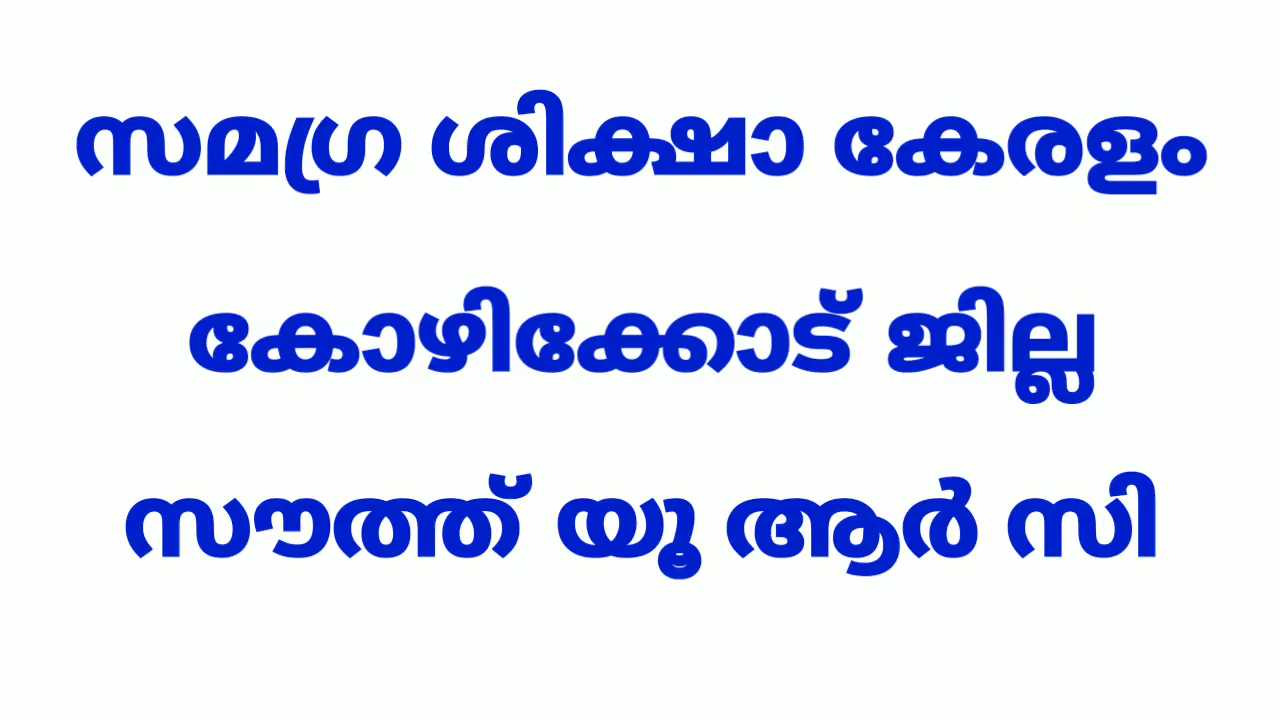 സമഗ്ര ശിക്ഷാ കേരളം
കോഴിക്കോട് ജില്ല
സൗത്ത് യൂ ആർ സി